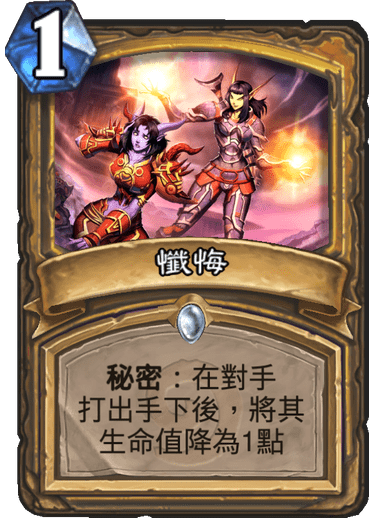 1
懺悔
秘密：在對手
打出手下後，將其
生命值降為1點